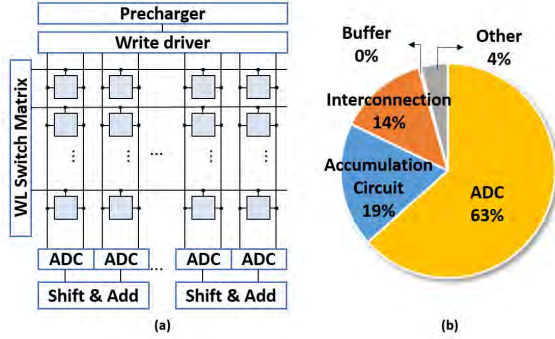 Precharger
Write driver
WL Switch Matrix
...
...
...
...
ADC ADC ... ADC ADC
Shift & Add Shift & Add
(a)
Buffer
0%
Other
4%
Interconnection
14%
Accumulation
Circuit
19%
ADC
63%
(b)